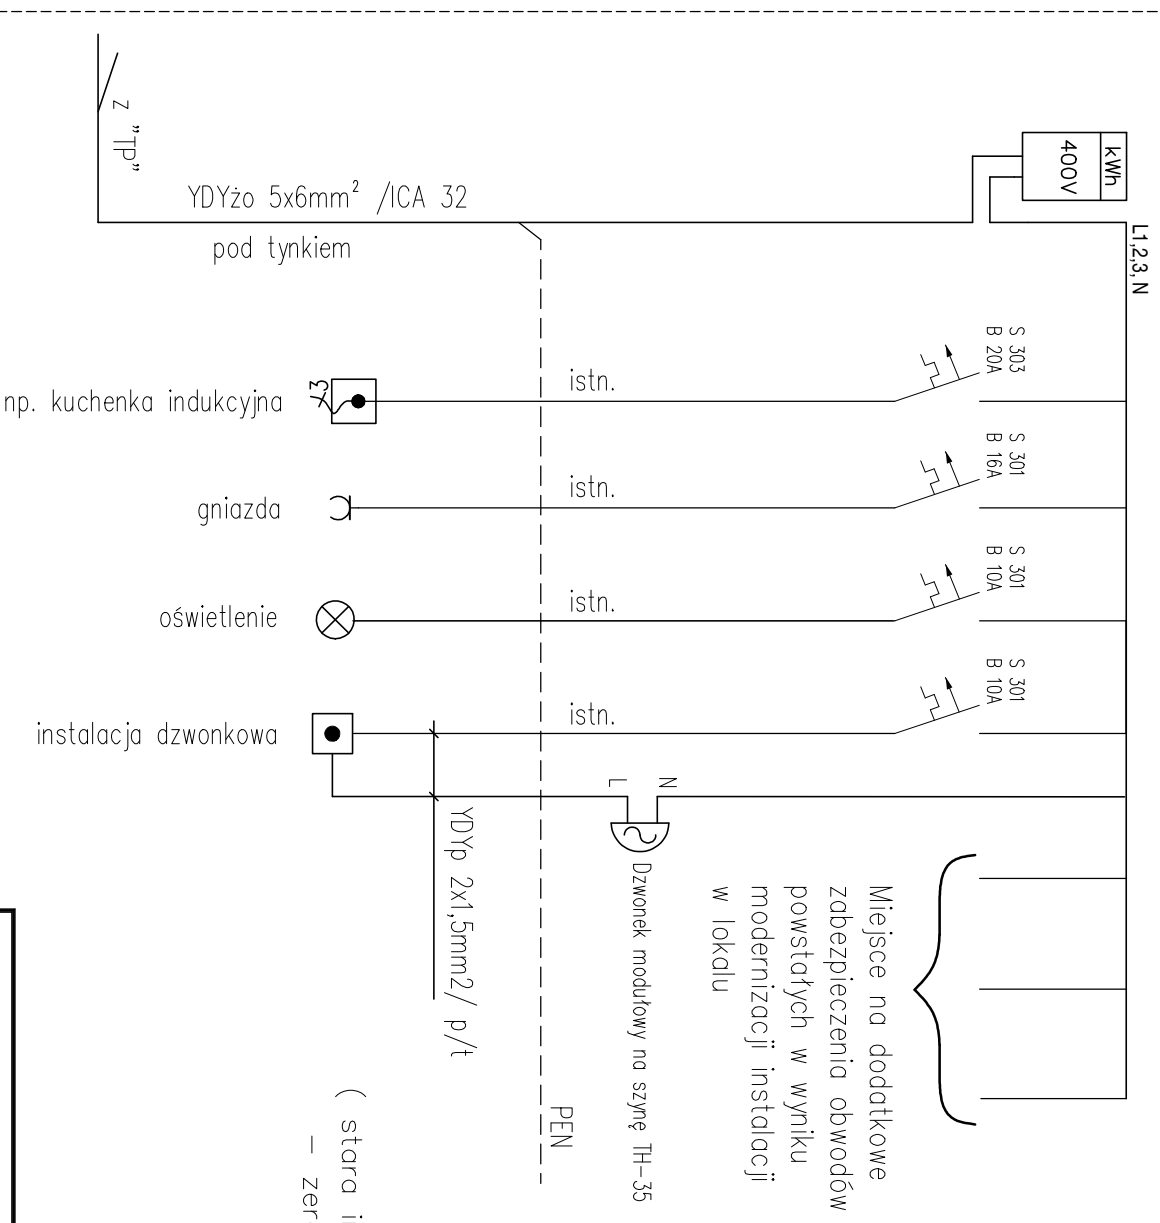 kWh
400V
L1,2,3, N
z "TP"
YDYżo 5x6mm² /ICA 32
pod tynkiem
S 303
B 20A
istn.
x3
np. kuchenka indukcyjna
S 301
B 16A
istn.
gniazda
S 301
B 10A
istn.
oświetlenie
S 301
B 10A
istn.
instalacja dzwonkowa
L
N
YDYp 2x1,5mm2/ p/t
Dzwonek modułowy na szynę TH-35
Miejsce na dodatkowe
zabezpieczenia obwodów
powstałych w wyniku
modernizacji instalacji
w lokalu
PEN
( stara i
- zer